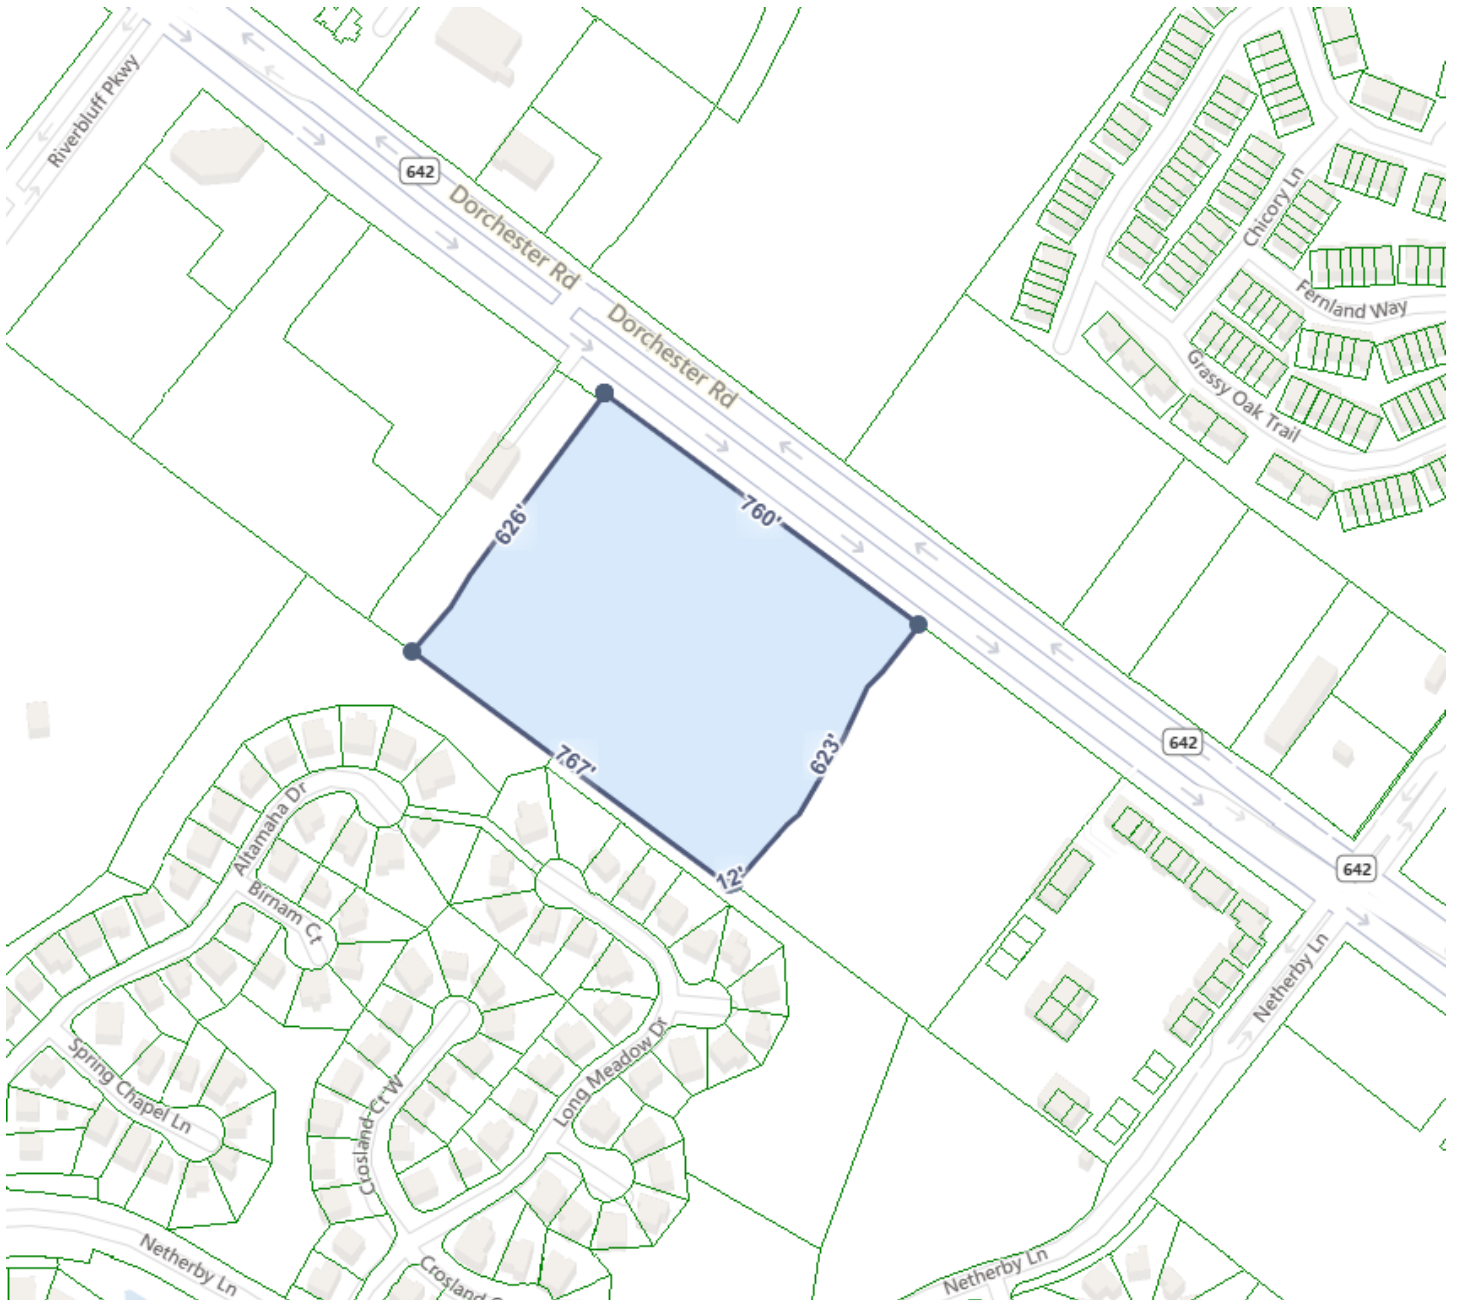 Riverbluff Pkwy
642
Dorchester Rd
Dorchester Rd
Chicory Ln
Fernland Way
Grassy Oak Trail
626'
760'
767'
623'
12'
642
642
Altamaha Dr
Birnam Ct
Netherby Ln
Spring Chapel Ln
Crosland Ct W
Long Meadow Dr
Netherby Ln
Crosland C
Netherby Ln